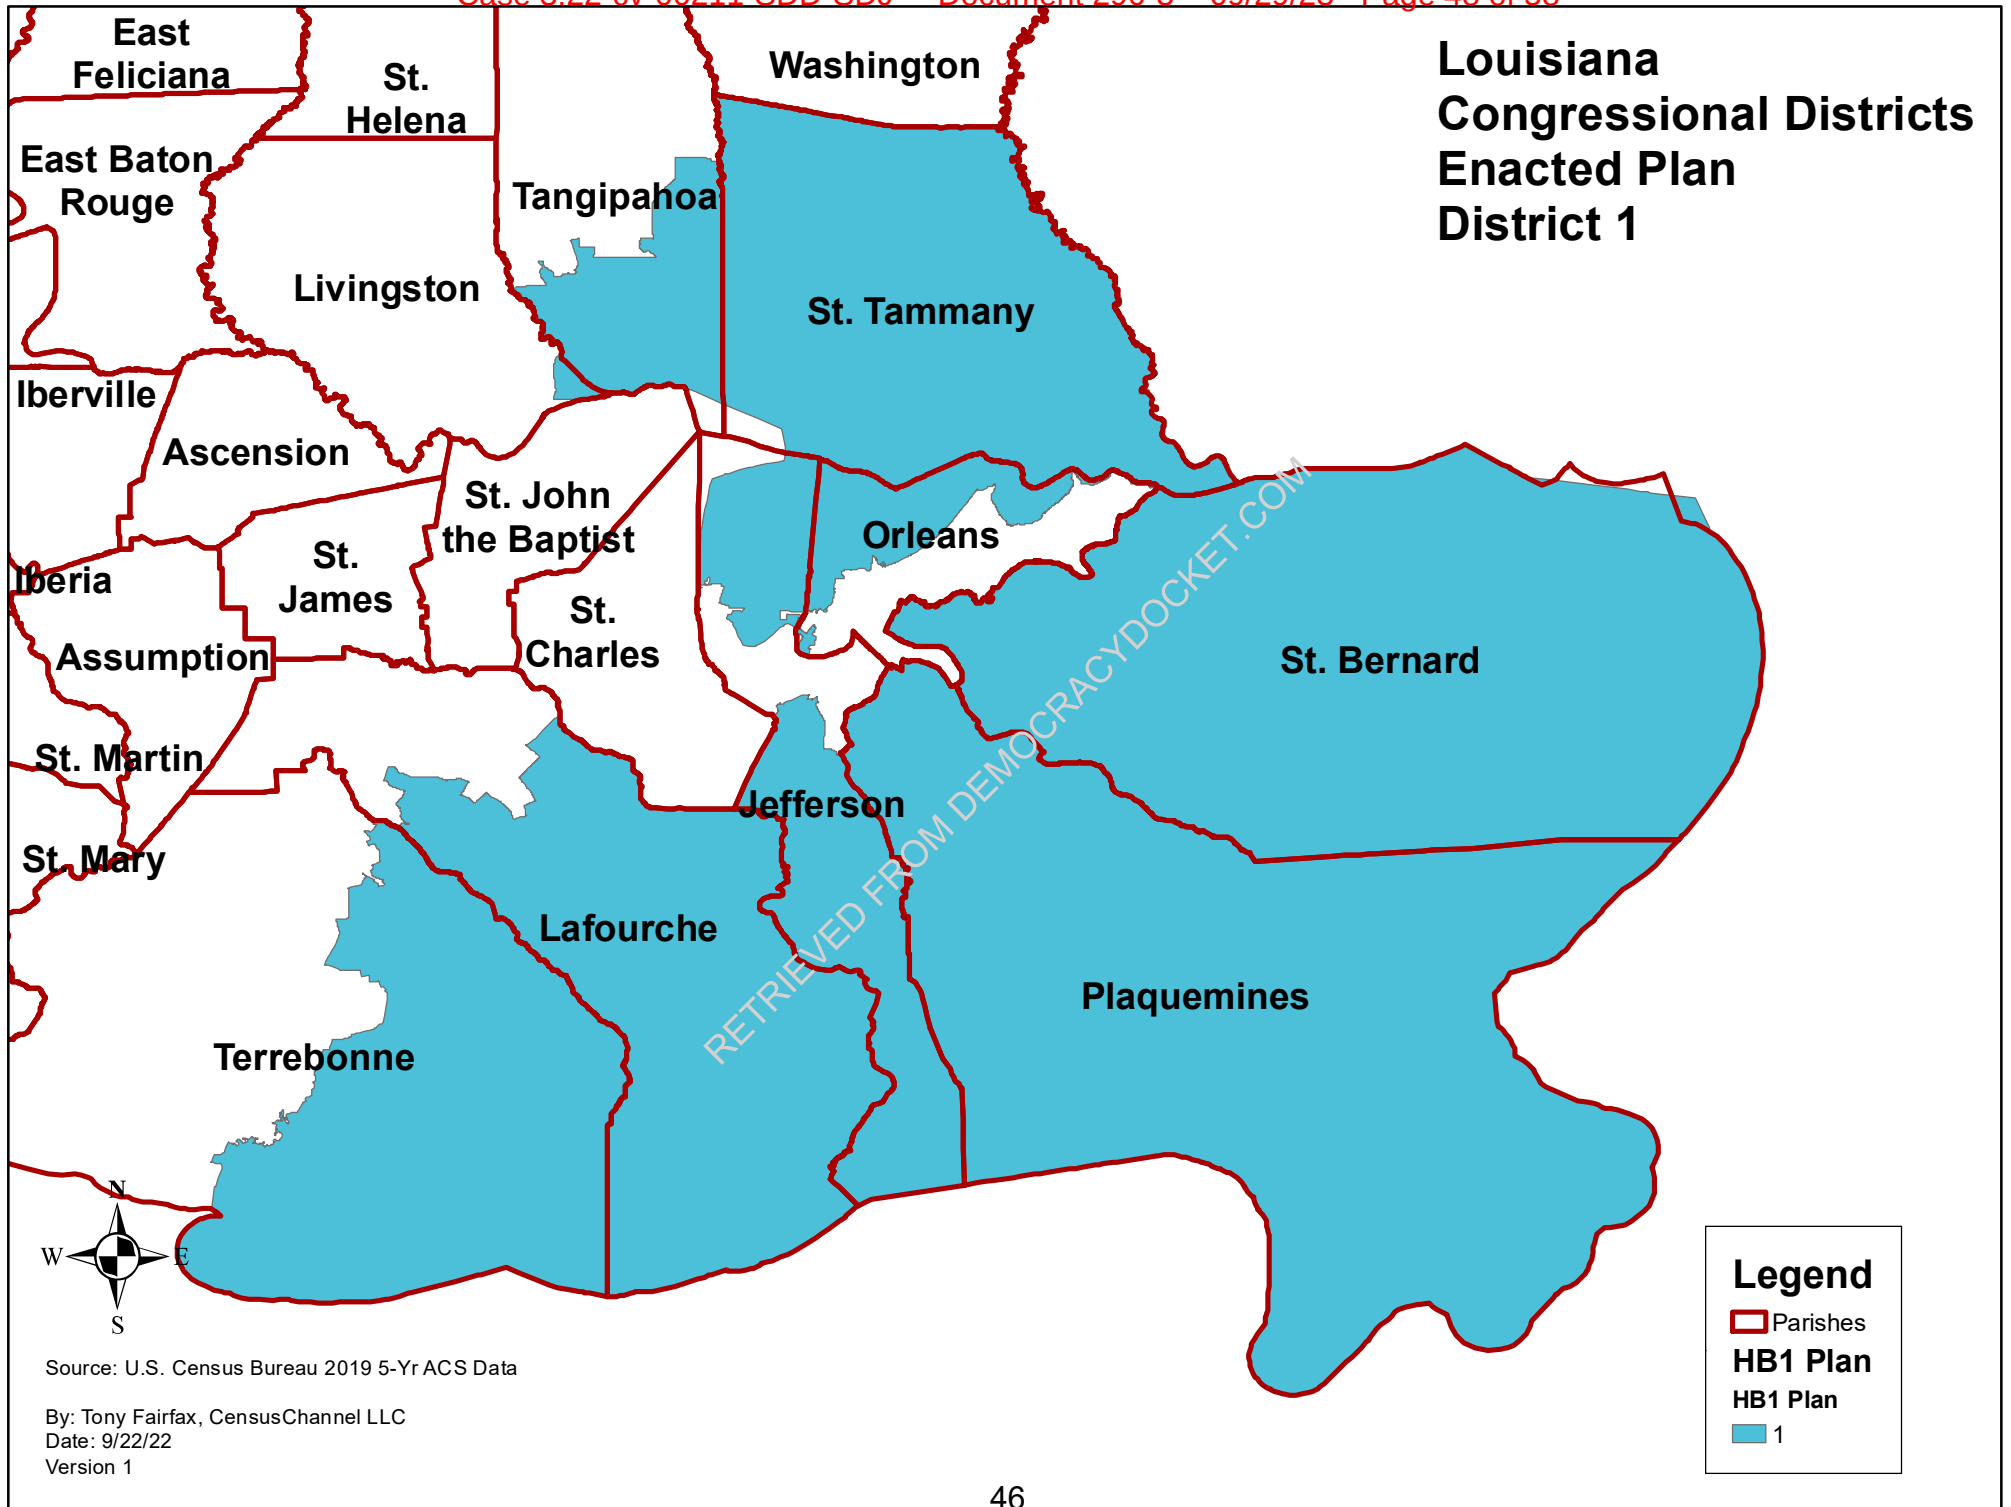 Louisiana
Congressional Districts
Enacted Plan
District 1
East
Feliciana
St.
Helena
Washington
East Baton
Rouge
Tangipahoa
Livingston
St. Tammany
Iberville
Ascension
St. John
the Baptist
Orleans
St.
James
Iberia
St.
Charles
Assumption
St. Bernard
St. Martin
Jefferson
St. Mary
Lafourche
Plaquemines
Terrebonne
RETRIEVED FROM DEMOCRACYDOCKET.COM
N
W
E
S
Source: U.S. Census Bureau 2019 5-Yr ACS Data
By: Tony Fairfax, CensusChannel LLC
Date: 9/22/22
Version 1
Legend
Parishes
HB1 Plan
HB1 Plan
1
46